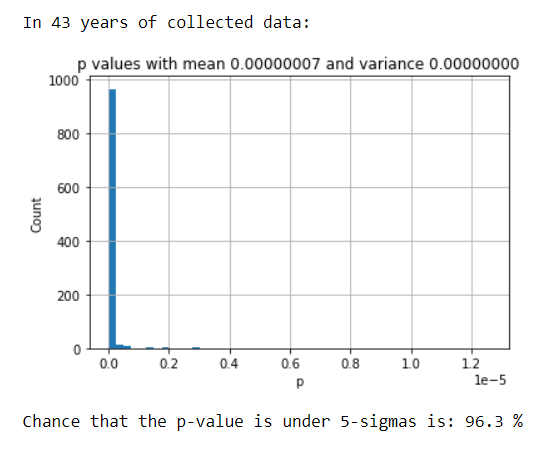 In 43 years of collected data:
p values with mean 0.00000007 and variance 0.00000000
1000
800
600
400
200
0
Count
0.0 0.2 0.4 0.6 0.8 1.0 1.2
1e−5
p
Chance that the p-value is under 5-sigmas is: 96.3 %